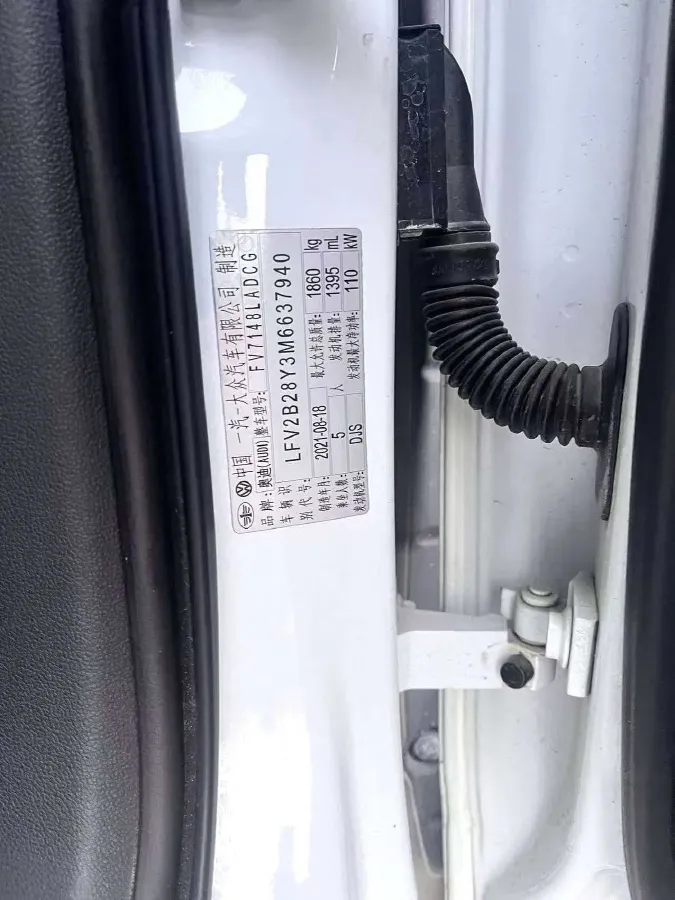 中国 一汽-大众汽车有限公司 制造
品牌：奥迪(AUDI) 整车型号：FV7148LADCG
车辆识别代号：LFV2B28Y3M6637940
制造年月：2021-08-18 最大允许总质量：1860 kg
乘坐人数：5 人 发动机排量：1395 mL
发动机型号：DJS 发动机最大净功率：110 kW